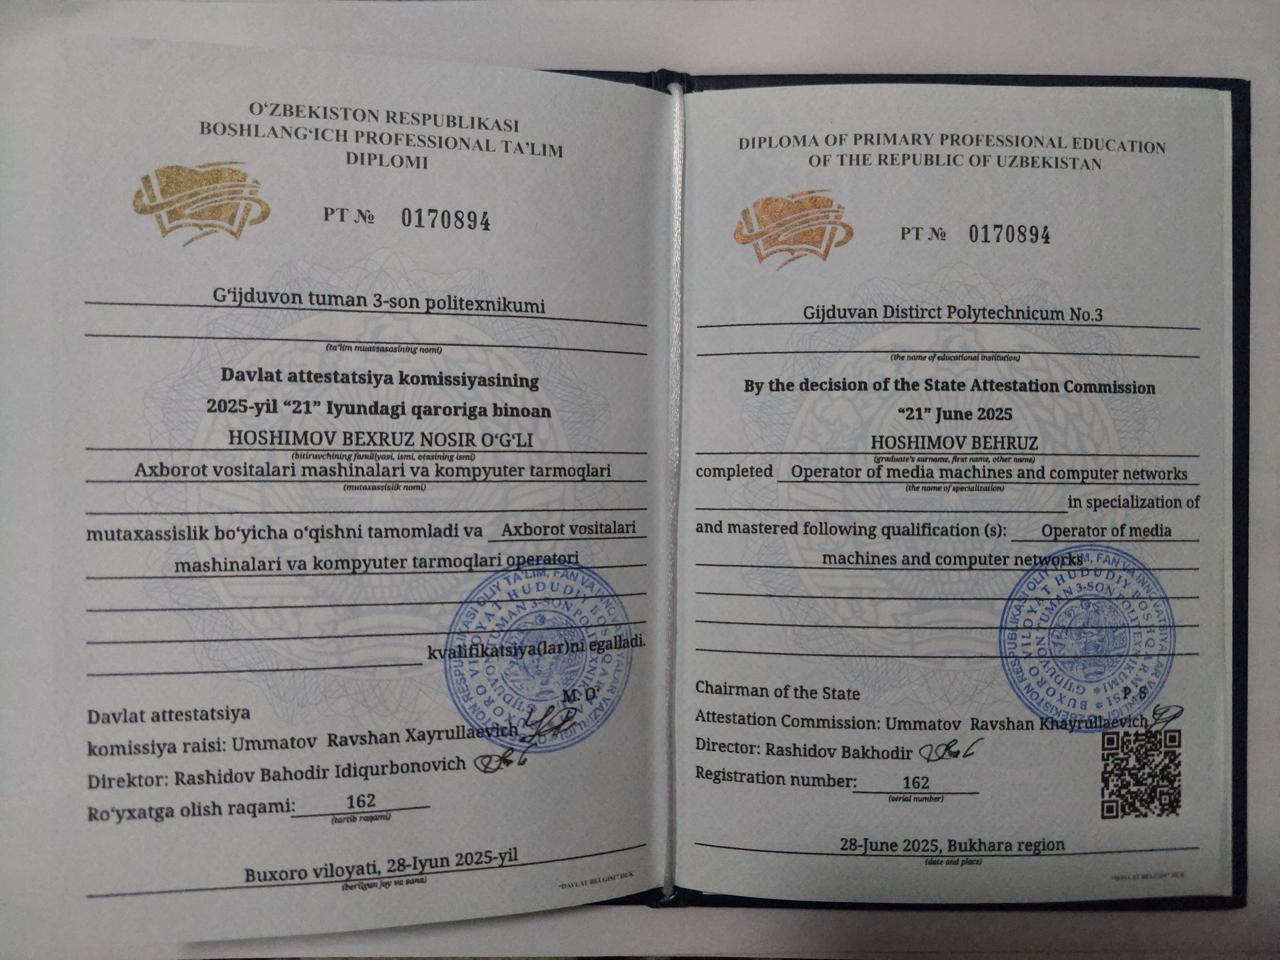 O‘ZBEKISTON RESPUBLIKASI
BOSHLANG‘ICH PROFESSIONAL TA’LIM
DIPLOMI
PT № 0170894
G‘ijduvon tuman 3-son politexnikumi
(ta’lim muassasasining nomi)
Davlat attestatsiya komissiyasining
2025-yil “21” Iyundagi qaroriga binoan
HOSHIMOV BEXRUZ NOSIR O‘G‘LI
(bitiruvchining familiyasi, ismi, otasining ismi)
Axborot vositalari mashinalari va kompyuter tarmoqlari
(mutaxassislik nomi)
mutaxassislik bo‘yicha o‘qishni tamomladi va Axborot vositalari
mashinalari va kompyuter tarmoqlari operatori
kvalifikatsiya(lar)ni egalladi.
M. O‘
Davlat attestatsiya
komissiya raisi: Ummatov Ravshan Xayrullaevich
Direktor: Rashidov Bahodir Idiqurbonovich
Ro‘yxatga olish raqami: 162
(tartib raqami)
Buxoro viloyati, 28-Iyun 2025-yil
(berilgan joy va sana)
“DAVLAT BELGISI” DUK
DIPLOMA OF PRIMARY PROFESSIONAL EDUCATION
OF THE REPUBLIC OF UZBEKISTAN
PT № 0170894
Gijduvan Distirct Polytechnicum No.3
(the name of educational institution)
By the decision of the State Attestation Commission
“21” June 2025
HOSHIMOV BEHRUZ
(graduate’s surname, first name, other name)
completed Operator of media machines and computer networks
(the name of specialization)
in specialization of
and mastered following qualification (s): Operator of media
machines and computer networks
P. S
Chairman of the State
Attestation Commission: Ummatov Ravshan Khayrullaevich
Director: Rashidov Bakhodir
Registration number: 162
(serial number)
28-June 2025, Bukhara region
(date and place)
“DAVLAT BELGISI” DUK